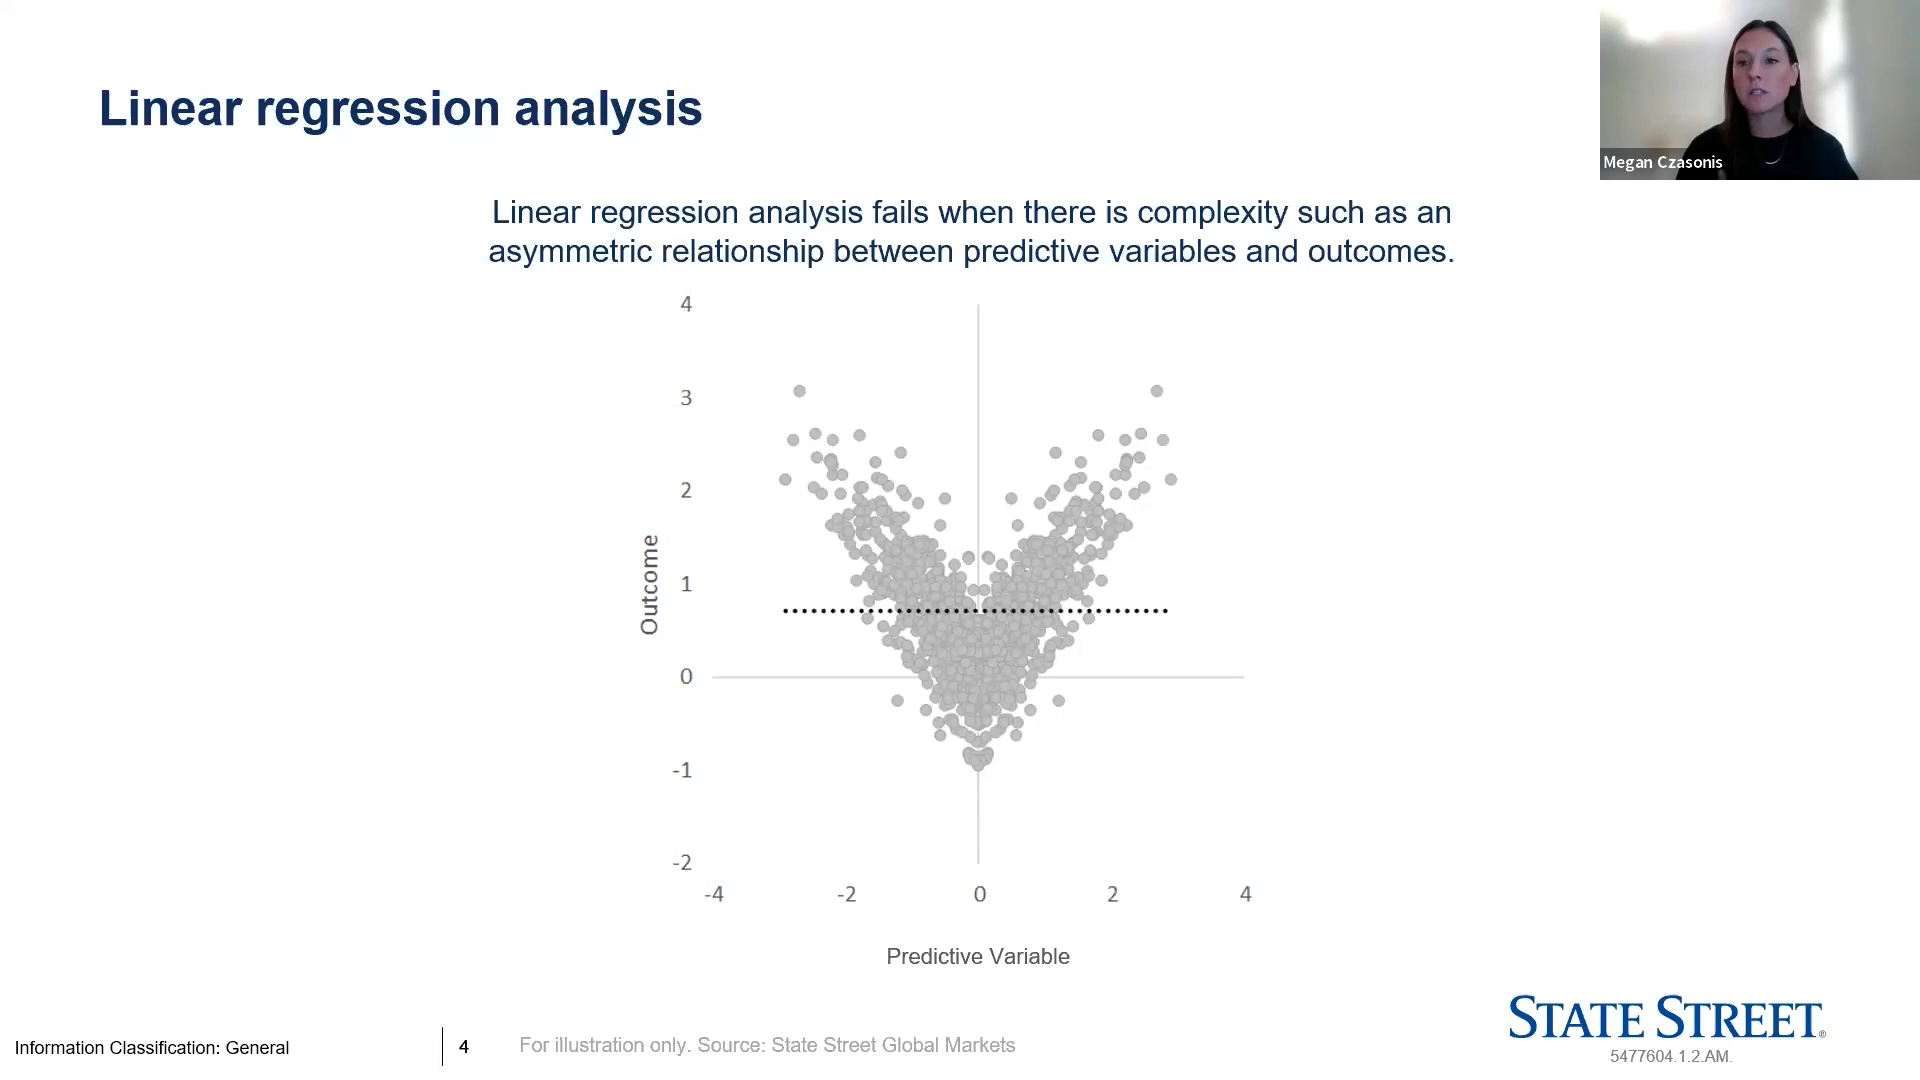 Linear regression analysis
Megan Czasonis
Linear regression analysis fails when there is complexity such as an
asymmetric relationship between predictive variables and outcomes.
4
3
2
1
0
-1
-2
Outcome
-4
-2
0
2
4
Predictive Variable
Information Classification: General
4
For illustration only. Source: State Street Global Markets
STATE STREET®
5477604.1.2.AM.